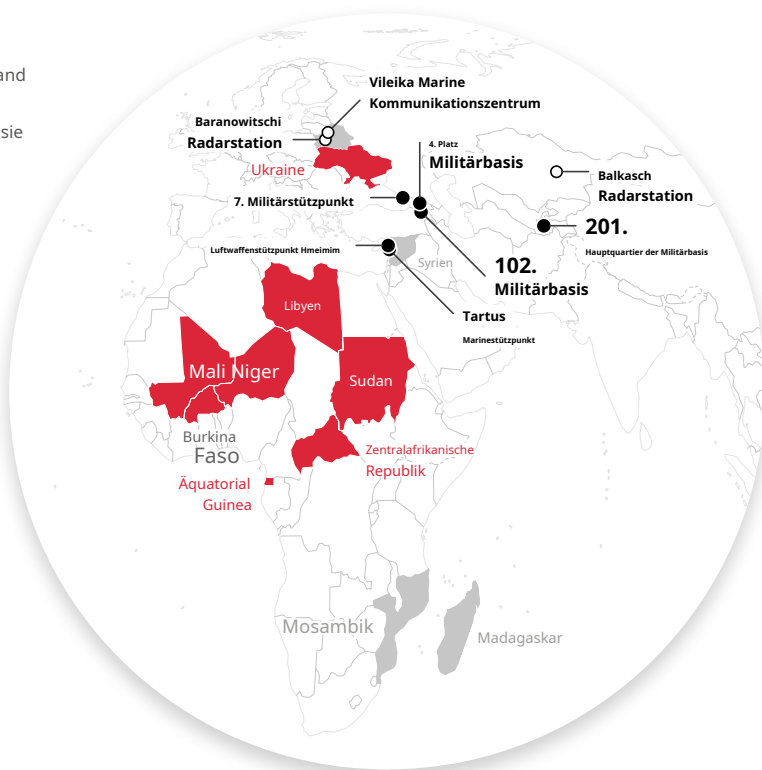 and
sie
Vileika Marine
Kommunikationszentrum
Baranowitschi
Radarstation
4. Platz
Militärbasis
Ukraine
Balkasch
Radarstation
7. Militärstützpunkt
201.
Hauptquartier der Militärbasis
Luftwaffenstützpunkt Hmeimim
Syrien
102.
Militärbasis
Libyen
Tartus
Marinestützpunkt
Mali Niger
Sudan
Burkina
Faso
Zentralafrikanische
Republik
Äquatorial
Guinea
Mosambik
Madagaskar